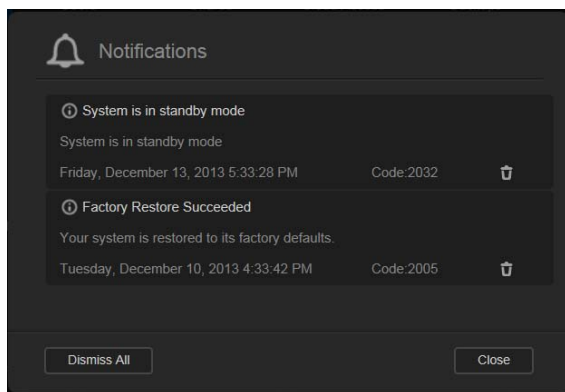 Notifications
System is in standby mode
System is in standby mode
Friday, December 13, 2013 5:33:28 PM Code:2032
Factory Restore Succeeded
Your system is restored to its factory defaults.
Tuesday, December 10, 2013 4:33:42 PM Code:2005
Dismiss All Close